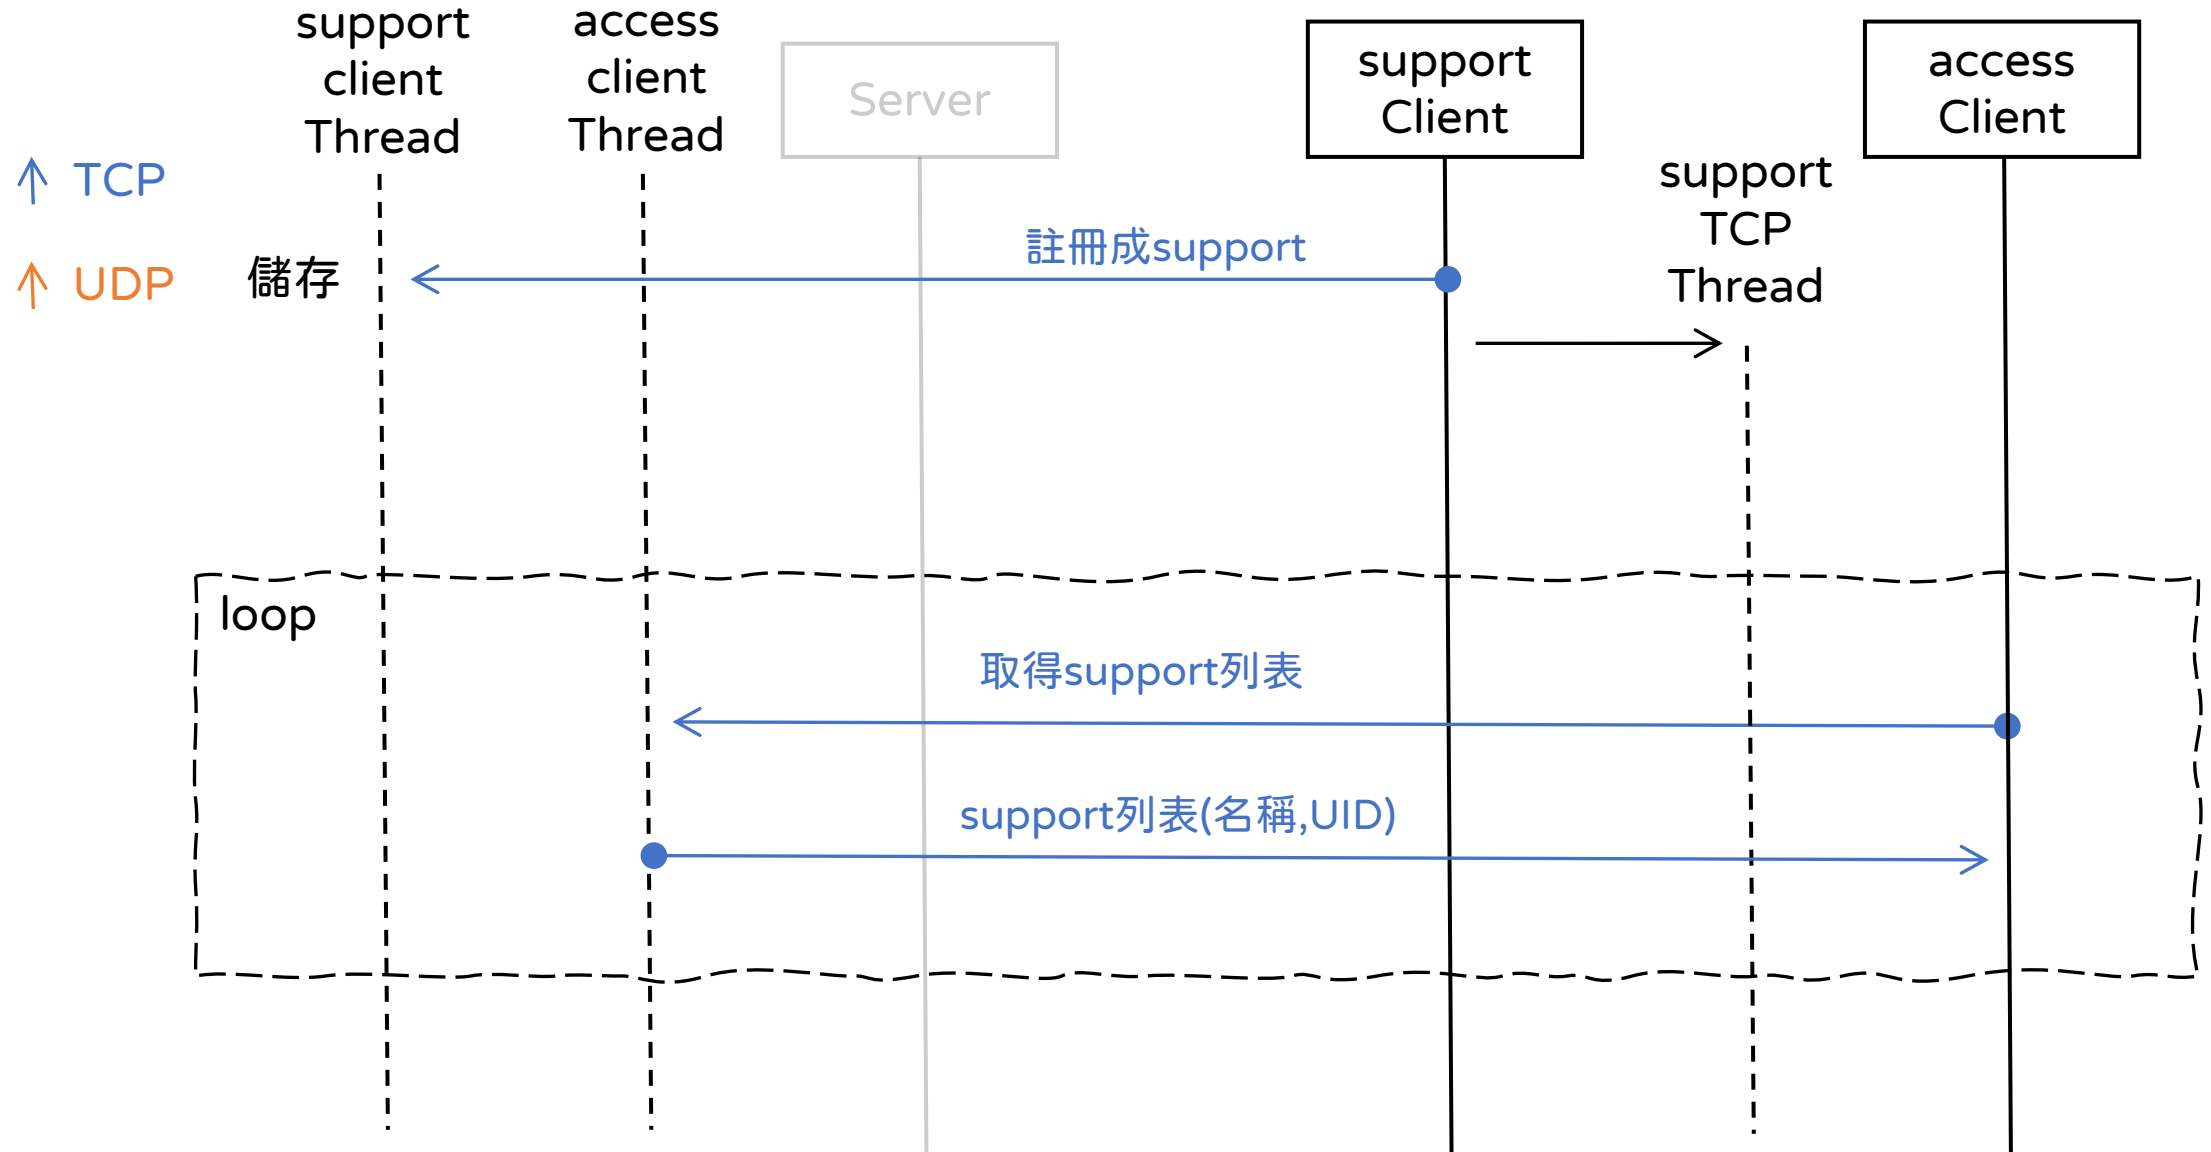 support
client
Thread
access
client
Thread
Server
support
Client
access
Client
TCP
UDP
儲存
註冊成support
support
TCP
Thread
loop
取得support列表
support列表(名稱,UID)